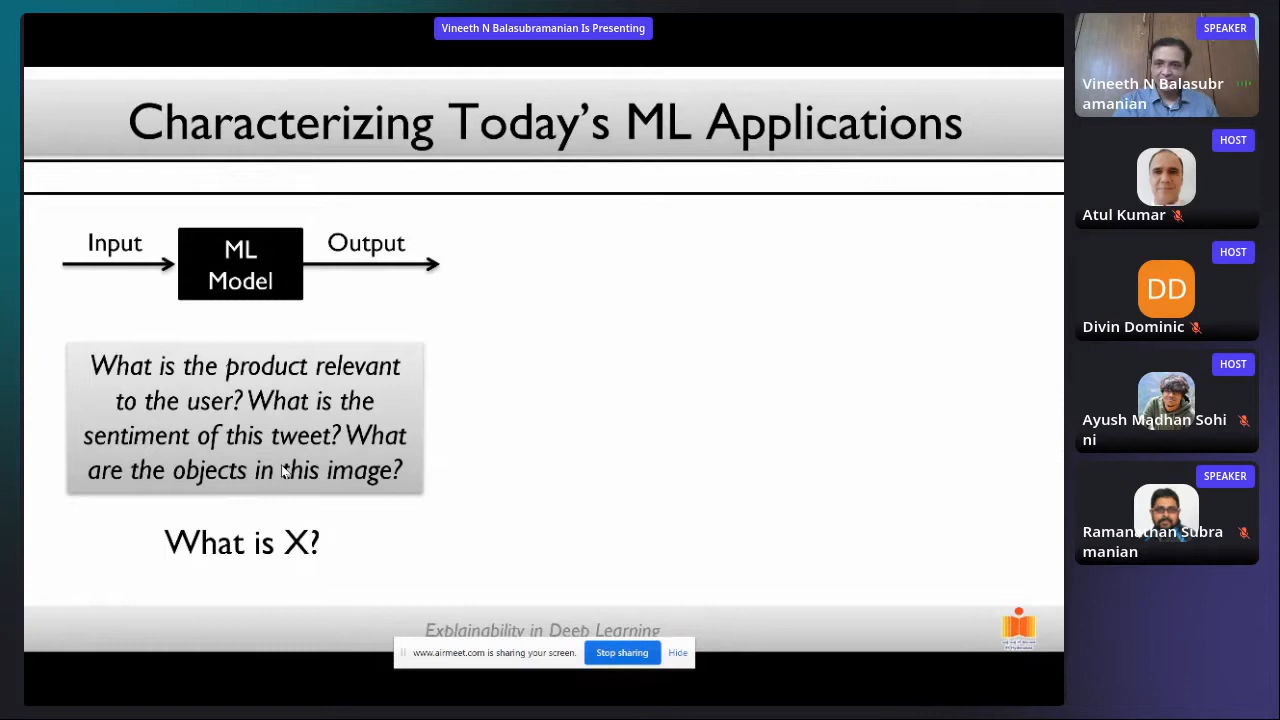 Vineeth N Balasubramanian Is Presenting
Characterizing Today's ML Applications
Input
ML
Model
Output
What is the product relevant
to the user? What is the
sentiment of this tweet? What
are the objects in this image?
What is X?
Explainability in Deep Learning
www.airmeet.com is sharing your screen.
Stop sharing
Hide
SPEAKER
Vineeth N Balasubr
amanian
HOST
Atul Kumar
HOST
DD
Divin Dominic
HOST
Ayush Madhan Sohi
ni
SPEAKER
Ramanathan Subra
manian